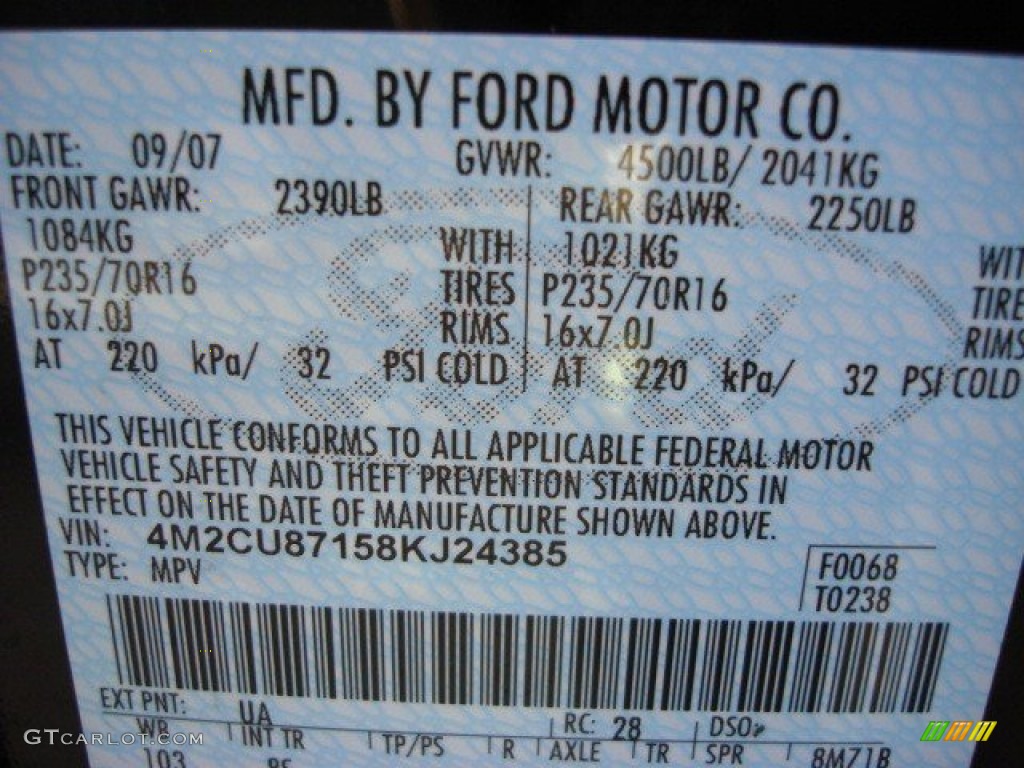 MFD. BY FORD MOTOR CO.
DATE: 09/07 GVWR: 4500LB/ 2041KG
FRONT GAWR: 2390LB REAR GAWR: 2250LB
1084KG WITH 1021KG WIT
P235/70R16 TIRES P235/70R16 TIRE
16x7.0J RIMS 16x7.0J RIMS
AT 220 kPa/ 32 PSI COLD AT 220 kPa/ 32 PSI COLD
THIS VEHICLE CONFORMS TO ALL APPLICABLE FEDERAL MOTOR
VEHICLE SAFETY AND THEFT PREVENTION STANDARDS IN
EFFECT ON THE DATE OF MANUFACTURE SHOWN ABOVE.
VIN: 4M2CU87158KJ24385
TYPE: MPV
F0068
T0238
EXT PNT: UA RC: 28 DSO:
WB INT TR TP/PS R AXLE TR SPR 8M71B
103
GTCarLot.com